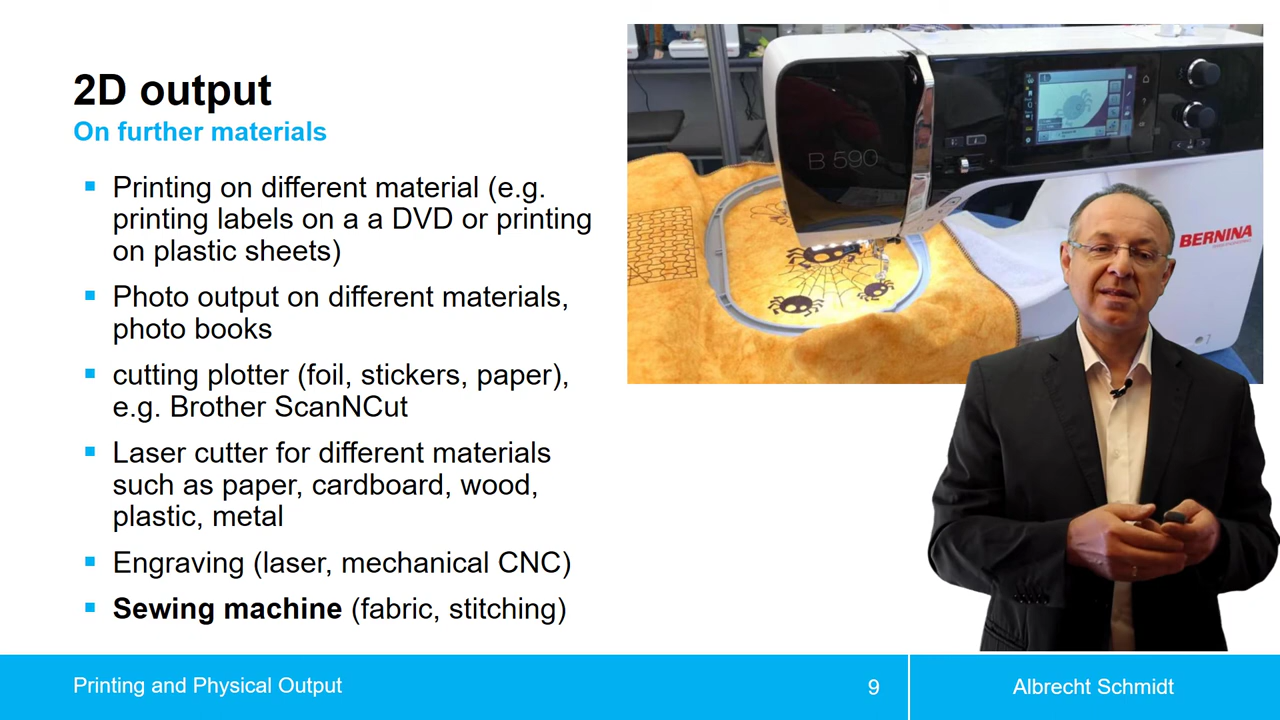 2D output
On further materials
Printing on different material (e.g.
printing labels on a a DVD or printing
on plastic sheets)
Photo output on different materials,
photo books
cutting plotter (foil, stickers, paper),
e.g. Brother ScanNCut
Laser cutter for different materials
such as paper, cardboard, wood,
plastic, metal
Engraving (laser, mechanical CNC)
Sewing machine (fabric, stitching)
B 590
BERNINA
Printing and Physical Output
9
Albrecht Schmidt